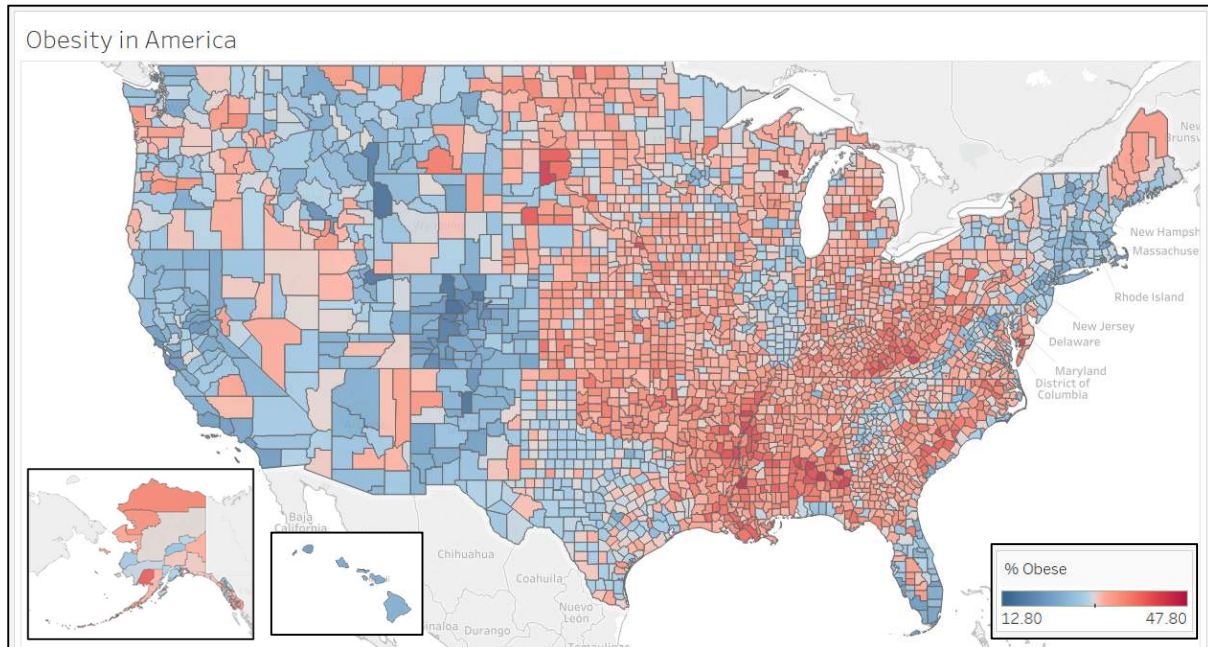 Obesity in America
New Hampsh
Massachuse
Rhode Island
New Jersey
Delaware
Maryland
District of
Columbia
Baja
California
Chihuahua
Coahuila
Nuevo
León
Durango
% Obese
12.80 47.80